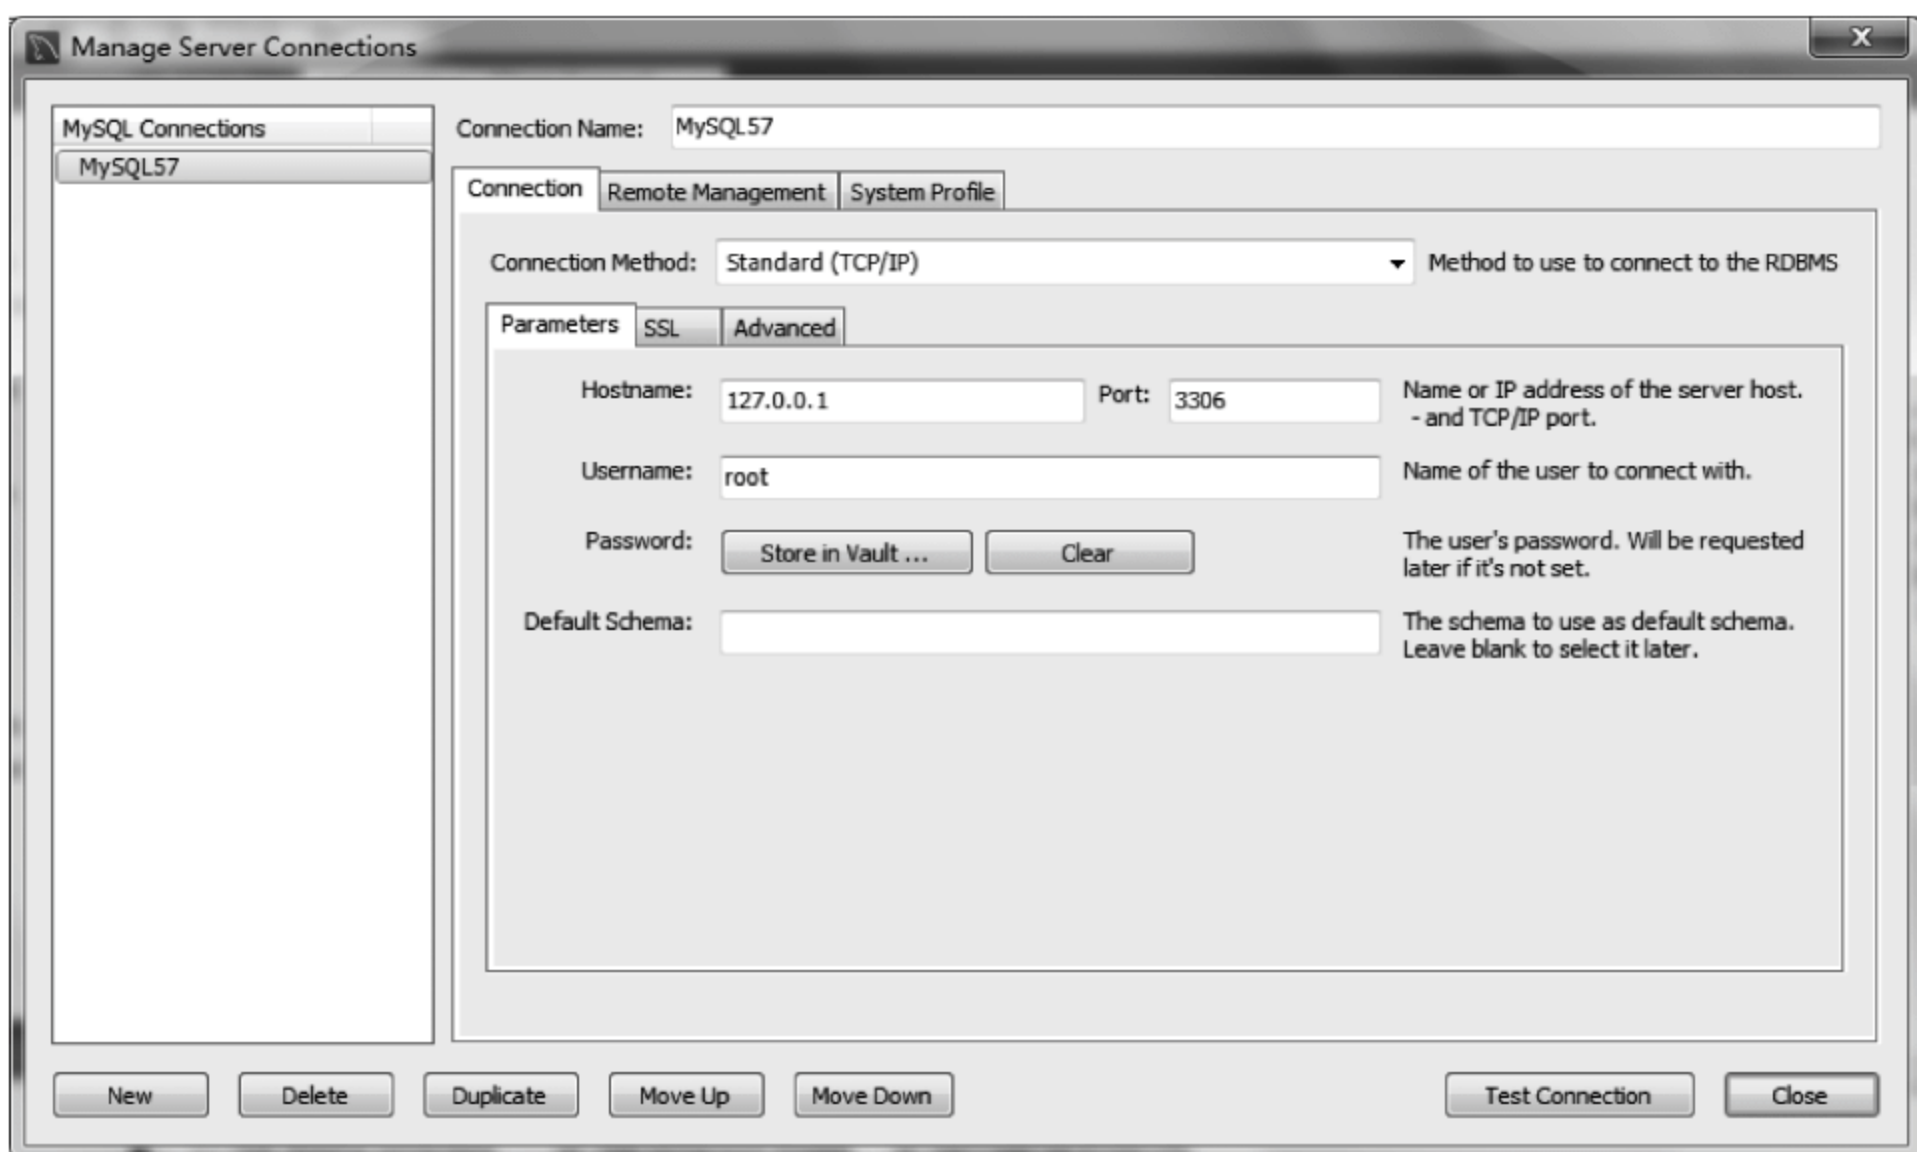 Manage Server Connections
X
MySQL Connections
MySQL57
Connection Name: MySQL57
Connection Remote Management System Profile
Connection Method: Standard (TCP/IP) Method to use to connect to the RDBMS
Parameters SSL Advanced
Hostname: 127.0.0.1 Port: 3306 Name or IP address of the server host.
- and TCP/IP port.
Username: root Name of the user to connect with.
Password: Store in Vault ... Clear The user's password. Will be requested
later if it's not set.
Default Schema: The schema to use as default schema.
Leave blank to select it later.
New Delete Duplicate Move Up Move Down Test Connection Close